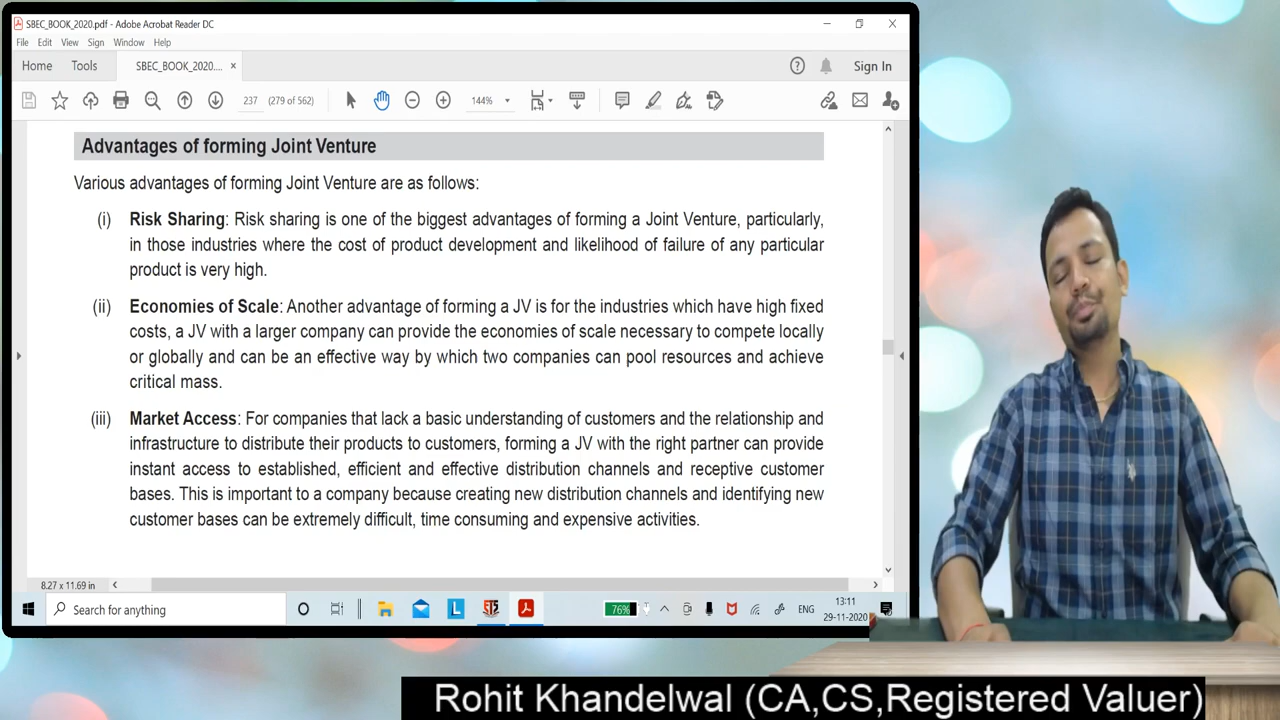 SBEC_BOOK_2020.pdf - Adobe Acrobat Reader DC
File Edit View Sign Window Help
Home Tools SBEC_BOOK_2020.... × Sign In
237 (279 of 562) 144%
Advantages of forming Joint Venture
Various advantages of forming Joint Venture are as follows:
(i) Risk Sharing: Risk sharing is one of the biggest advantages of forming a Joint Venture, particularly,
in those industries where the cost of product development and likelihood of failure of any particular
product is very high.
(ii) Economies of Scale: Another advantage of forming a JV is for the industries which have high fixed
costs, a JV with a larger company can provide the economies of scale necessary to compete locally
or globally and can be an effective way by which two companies can pool resources and achieve
critical mass.
(iii) Market Access: For companies that lack a basic understanding of customers and the relationship and
infrastructure to distribute their products to customers, forming a JV with the right partner can provide
instant access to established, efficient and effective distribution channels and receptive customer
bases. This is important to a company because creating new distribution channels and identifying new
customer bases can be extremely difficult, time consuming and expensive activities.
8.27 x 11.69 in
Search for anything L 76% ENG 13:11
29-11-2020
Rohit Khandelwal (CA,CS,Registered Valuer)